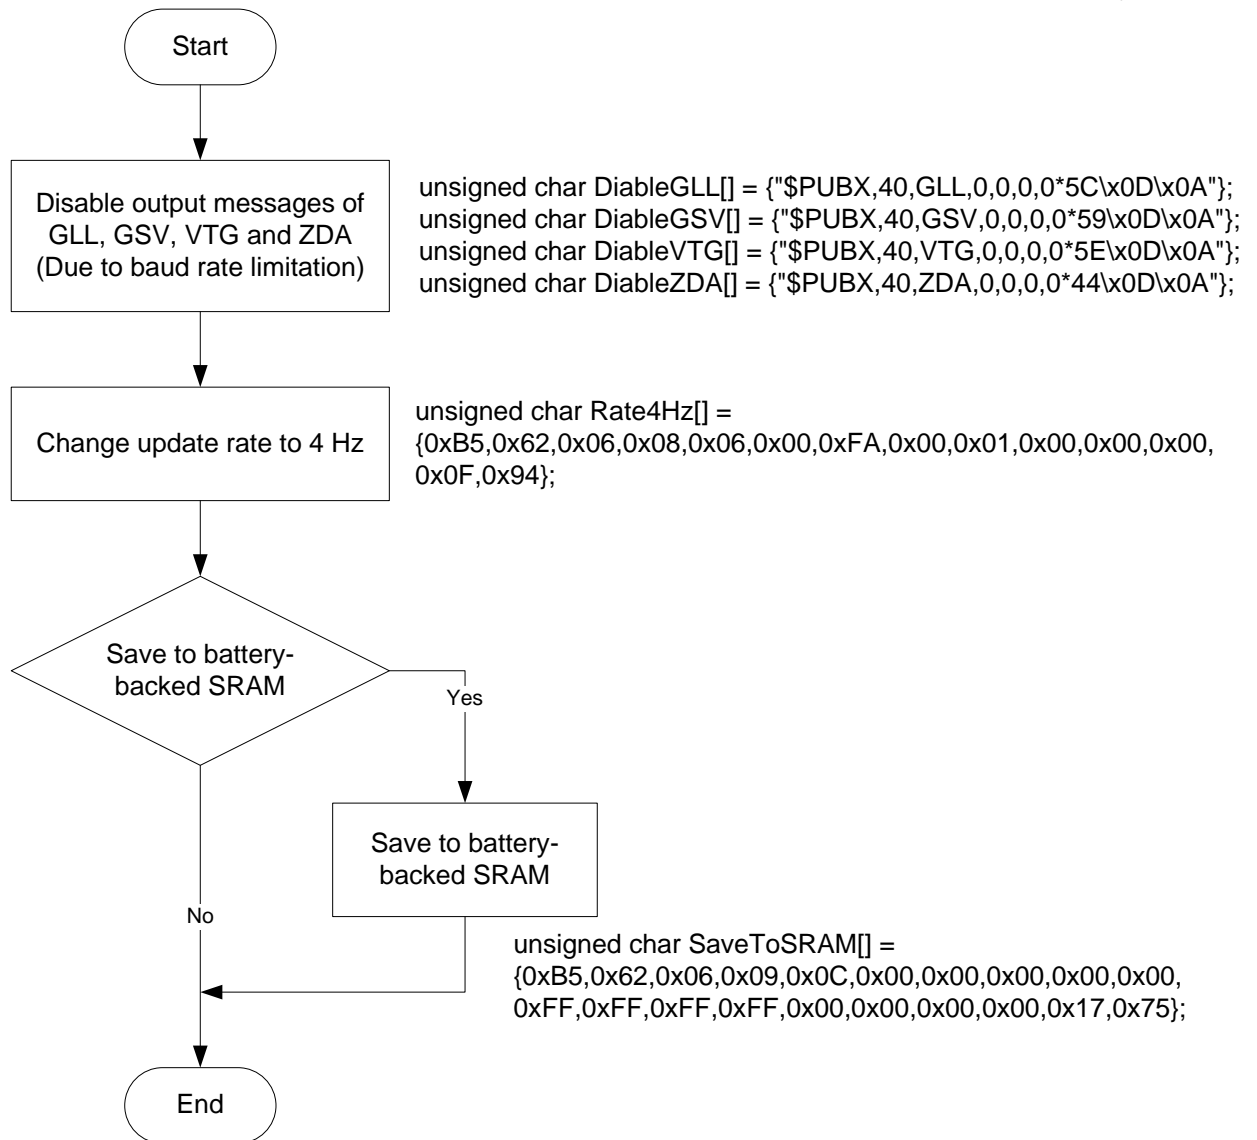 Start
Disable output messages of
GLL, GSV, VTG and ZDA
(Due to baud rate limitation)
unsigned char DiableGLL[] = {"$PUBX,40,GLL,0,0,0,0*5C\x0D\x0A"};
unsigned char DiableGSV[] = {"$PUBX,40,GSV,0,0,0,0*59\x0D\x0A"};
unsigned char DiableVTG[] = {"$PUBX,40,VTG,0,0,0,0*5E\x0D\x0A"};
unsigned char DiableZDA[] = {"$PUBX,40,ZDA,0,0,0,0*44\x0D\x0A"};
Change update rate to 4 Hz
unsigned char Rate4Hz[] =
{0xB5,0x62,0x06,0x08,0x06,0x00,0xFA,0x00,0x01,0x00,0x00,0x00,
0x0F,0x94};
Save to battery-
backed SRAM
Yes
Save to battery-
backed SRAM
No
unsigned char SaveToSRAM[] =
{0xB5,0x62,0x06,0x09,0x0C,0x00,0x00,0x00,0x00,0x00,
0xFF,0xFF,0xFF,0xFF,0x00,0x00,0x00,0x00,0x17,0x75};
End